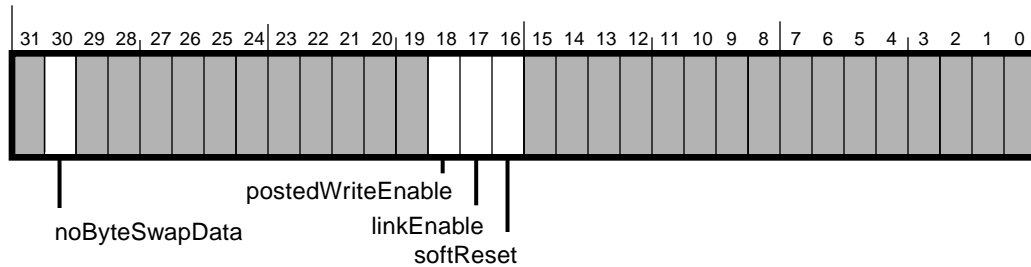 31 30 29 28 27 26 25 24 23 22 21 20 19 18 17 16 15 14 13 12 11 10 9 8 7 6 5 4 3 2 1 0
postedWriteEnable
noByteSwapData
linkEnable
softReset